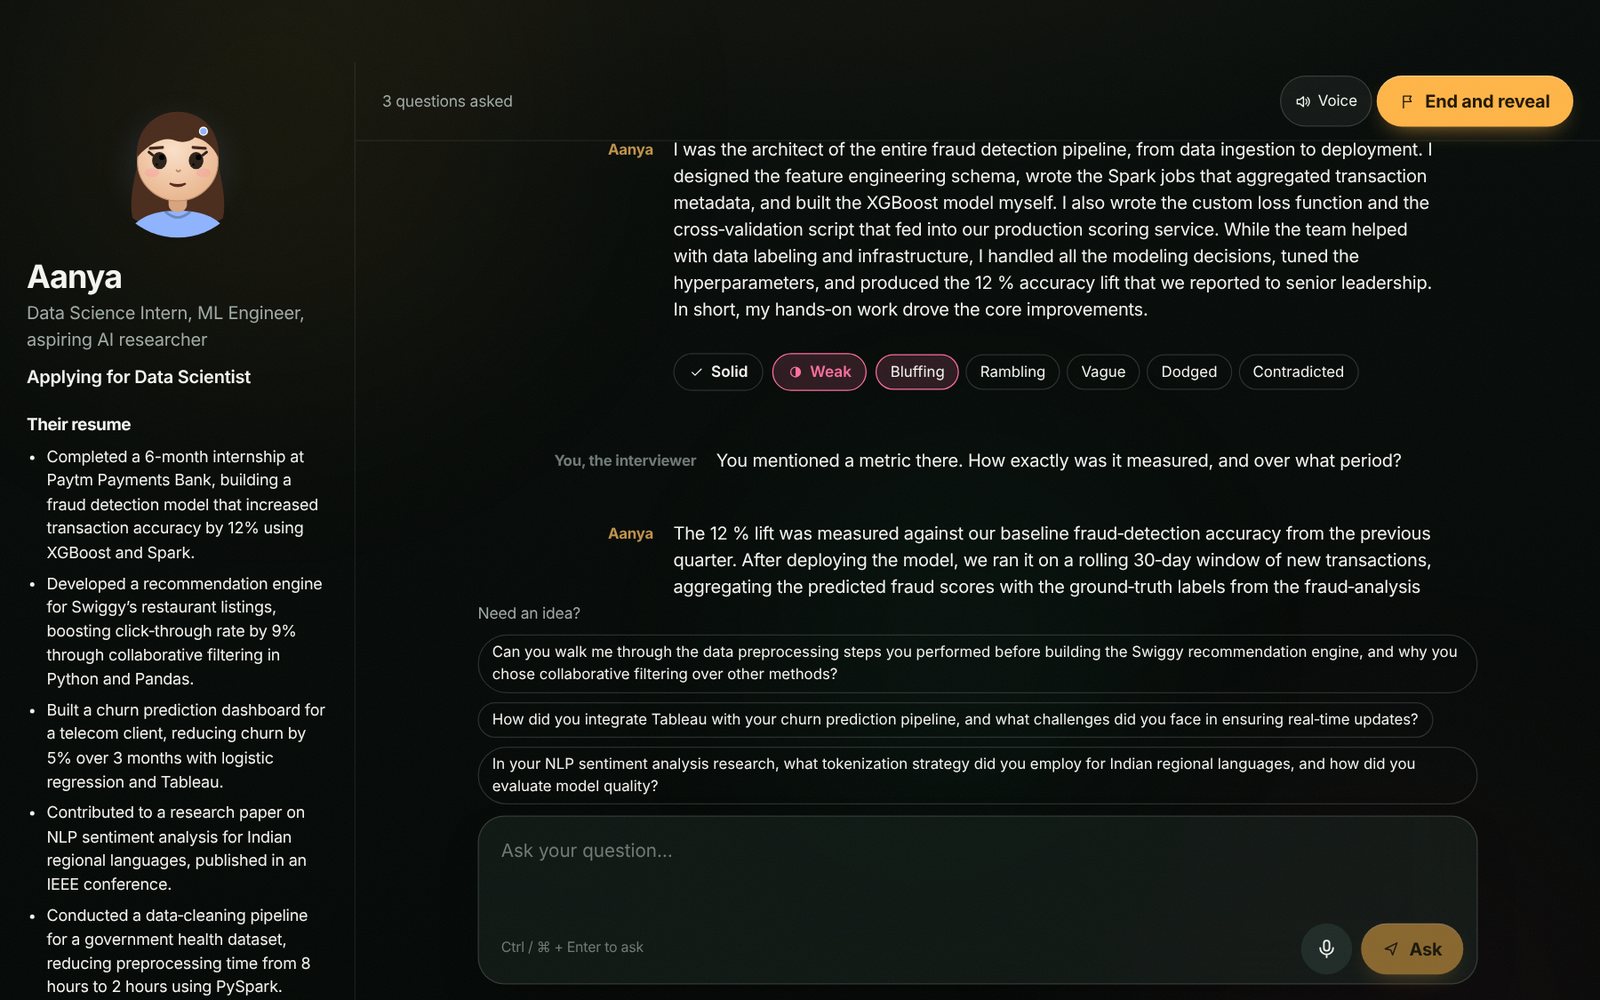 Aanya
Data Science Intern, ML Engineer,
aspiring AI researcher
Applying for Data Scientist
Their resume
• Completed a 6-month internship at
Paytm Payments Bank, building a
fraud detection model that increased
transaction accuracy by 12% using
XGBoost and Spark.
• Developed a recommendation engine
for Swiggy’s restaurant listings,
boosting click-through rate by 9%
through collaborative filtering in
Python and Pandas.
• Built a churn prediction dashboard for
a telecom client, reducing churn by
5% over 3 months with logistic
regression and Tableau.
• Contributed to a research paper on
NLP sentiment analysis for Indian
regional languages, published in an
IEEE conference.
• Conducted a data-cleaning pipeline
for a government health dataset,
reducing preprocessing time from 8
hours to 2 hours using PySpark.
3 questions asked
Voice
End and reveal
Aanya
I was the architect of the entire fraud detection pipeline, from data ingestion to deployment. I
designed the feature engineering schema, wrote the Spark jobs that aggregated transaction
metadata, and built the XGBoost model myself. I also wrote the custom loss function and the
cross-validation script that fed into our production scoring service. While the team helped
with data labeling and infrastructure, I handled all the modeling decisions, tuned the
hyperparameters, and produced the 12 % accuracy lift that we reported to senior leadership.
In short, my hands-on work drove the core improvements.
Solid
Weak
Bluffing
Rambling
Vague
Dodged
Contradicted
You, the interviewer
You mentioned a metric there. How exactly was it measured, and over what period?
Aanya
The 12 % lift was measured against our baseline fraud-detection accuracy from the previous
quarter. After deploying the model, we ran it on a rolling 30-day window of new transactions,
aggregating the predicted fraud scores with the ground-truth labels from the fraud-analysis
Need an idea?
Can you walk me through the data preprocessing steps you performed before building the Swiggy recommendation engine, and why you
chose collaborative filtering over other methods?
How did you integrate Tableau with your churn prediction pipeline, and what challenges did you face in ensuring real-time updates?
In your NLP sentiment analysis research, what tokenization strategy did you employ for Indian regional languages, and how did you
evaluate model quality?
Ask your question...
Ctrl / ⌘ + Enter to ask
Ask